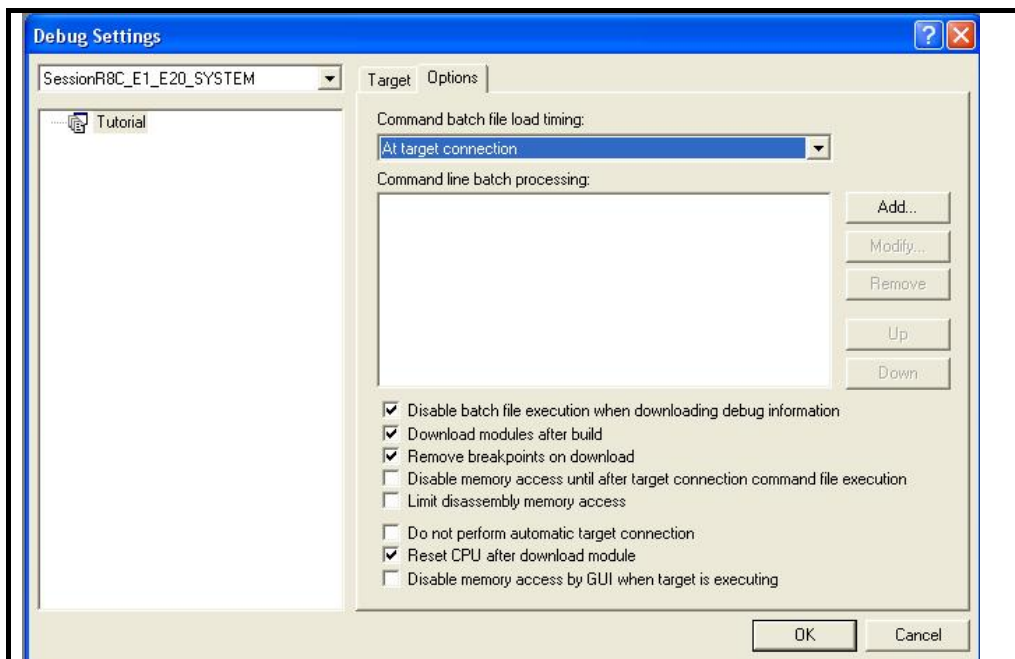 Debug Settings
SessionR8C_E1_E20_SYSTEM
Tutorial
Target
Options
Command batch file load timing:
At target connection
Command line batch processing:
Add...
Modify...
Remove
Up
Down
Disable batch file execution when downloading debug information
Download modules after build
Remove breakpoints on download
Disable memory access until after target connection command file execution
Limit disassembly memory access
Do not perform automatic target connection
Reset CPU after download module
Disable memory access by GUI when target is executing
OK
Cancel